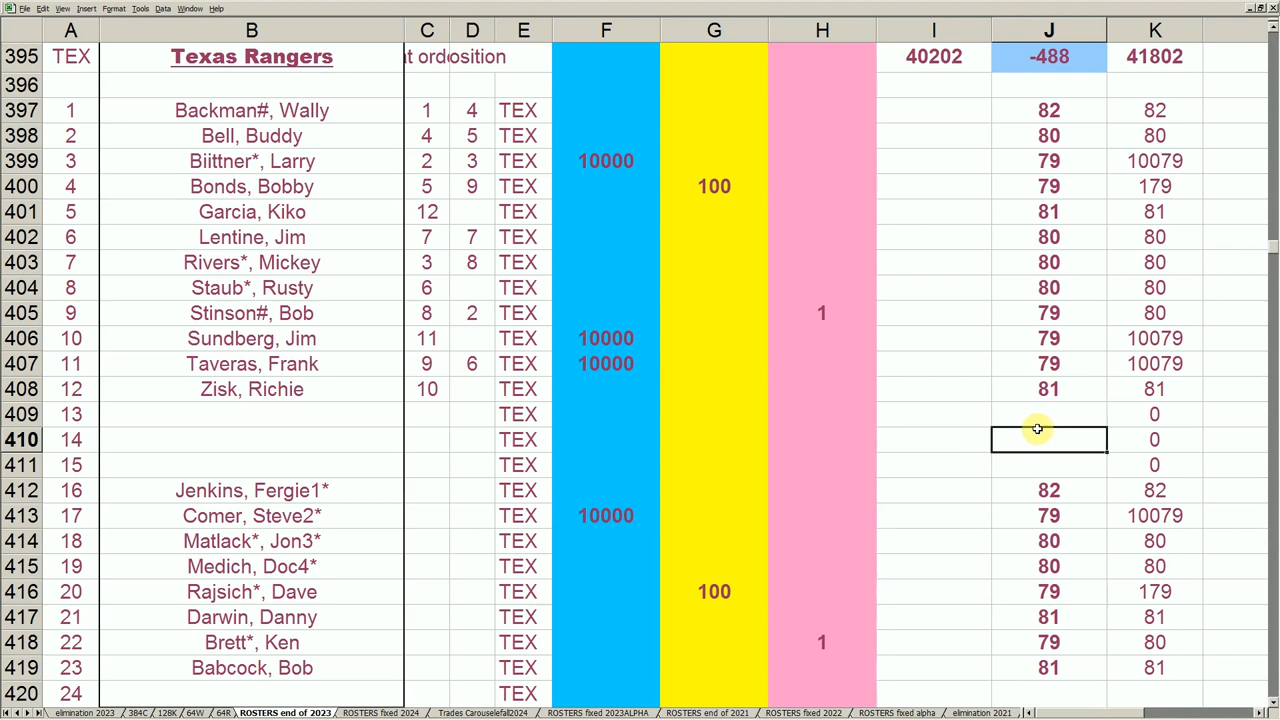 File Edit View Insert Format Tools Data Window Help
A B C D E F G H I J K
395 TEX Texas Rangers at ord osition 40202 -488 41802
396
397 1 Backman#, Wally 1 4 TEX 82 82
398 2 Bell, Buddy 4 5 TEX 80 80
399 3 Biittner*, Larry 2 3 TEX 10000 79 10079
400 4 Bonds, Bobby 5 9 TEX 100 79 179
401 5 Garcia, Kiko 12 TEX 81 81
402 6 Lentine, Jim 7 7 TEX 80 80
403 7 Rivers*, Mickey 3 8 TEX 80 80
404 8 Staub*, Rusty 6 TEX 80 80
405 9 Stinson#, Bob 8 2 TEX 1 79 80
406 10 Sundberg, Jim 11 TEX 10000 79 10079
407 11 Taveras, Frank 9 6 TEX 10000 79 10079
408 12 Zisk, Richie 10 TEX 81 81
409 13 TEX 0
410 14 TEX 0
411 15 TEX 0
412 16 Jenkins, Fergie1* TEX 82 82
413 17 Comer, Steve2* TEX 10000 79 10079
414 18 Matlack*, Jon3* TEX 80 80
415 19 Medich, Doc4* TEX 80 80
416 20 Rajsich*, Dave TEX 100 79 179
417 21 Darwin, Danny TEX 81 81
418 22 Brett*, Ken TEX 1 79 80
419 23 Babcock, Bob TEX 81 81
420 24 TEX
elimination 2023 384C 128K 64W 64R ROSTERS end of 2023 ROSTERS fixed 2024 Trades Carouselefall2024 ROSTERS fixed 2023ALPHA ROSTERS end of 2021 ROSTERS fixed 2022 ROSTERS fixed alpha elimination 2021